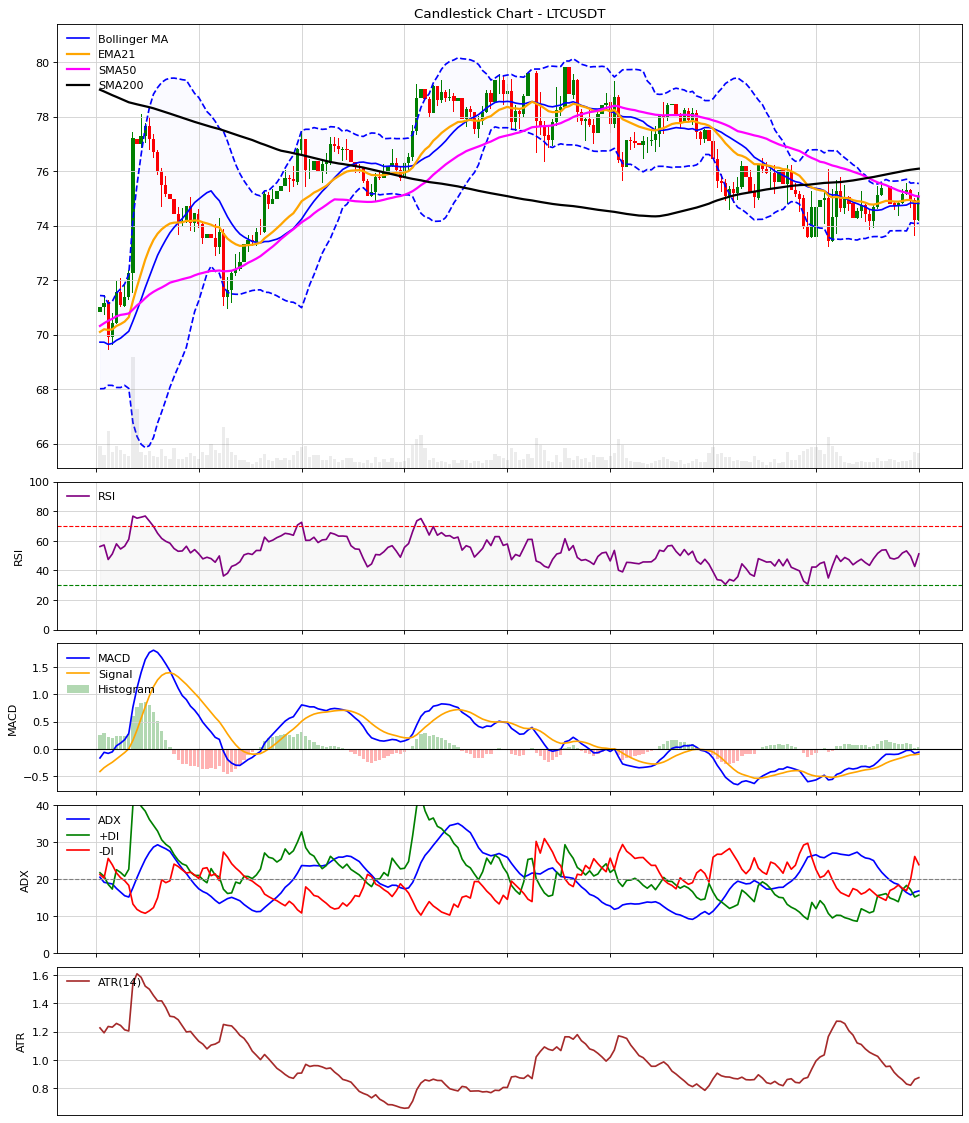 Candlestick Chart - LTCUSDT
Bollinger MA
EMA21
SMA50
SMA200
80
78
76
74
72
70
68
66
RSI
RSI
100
80
60
40
20
0
MACD
Signal
Histogram
MACD
1.5
1.0
0.5
0.0
−0.5
ADX
+DI
-DI
ADX
40
30
20
10
0
ATR(14)
ATR
1.6
1.4
1.2
1.0
0.8